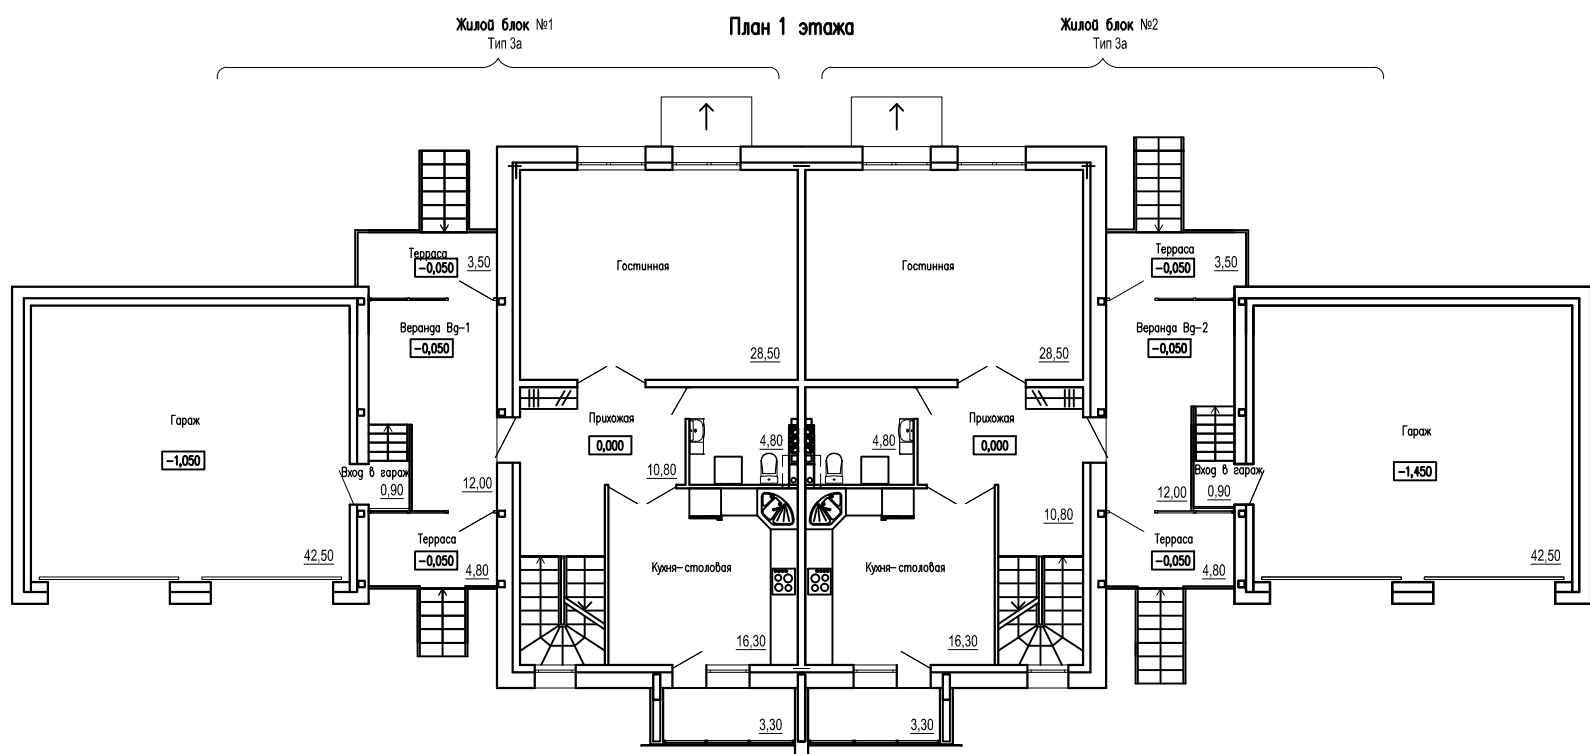 Жилой блок №1
Тип 3а
План 1 этажа
Жилой блок №2
Тип 3а
Терраса
-0,050
3,50
Гостинная
Гостинная
Терраса
-0,050
3,50
Веранда Вд-1
-0,050
Веранда Вд-2
-0,050
28,50
28,50
Гараж
-1,050
Прихожая
0,000
4,80
4,80
Прихожая
0,000
Гараж
-1,450
Вход в гараж
0,90
12,00
10,80
10,80
12,00
Вход в гараж
0,90
Терраса
-0,050
4,80
42,50
Кухня-столовая
Кухня-столовая
Терраса
-0,050
4,80
42,50
16,30
16,30
3,30
3,30